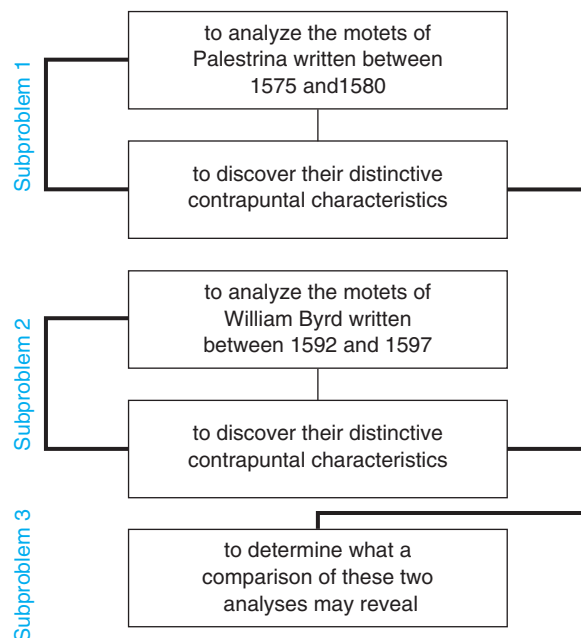 Subproblem 1
to analyze the motets of
Palestrina written between
1575 and1580
to discover their distinctive
contrapuntal characteristics
Subproblem 2
to analyze the motets of
William Byrd written
between 1592 and 1597
to discover their distinctive
contrapuntal characteristics
Subproblem 3
to determine what a
comparison of these two
analyses may reveal